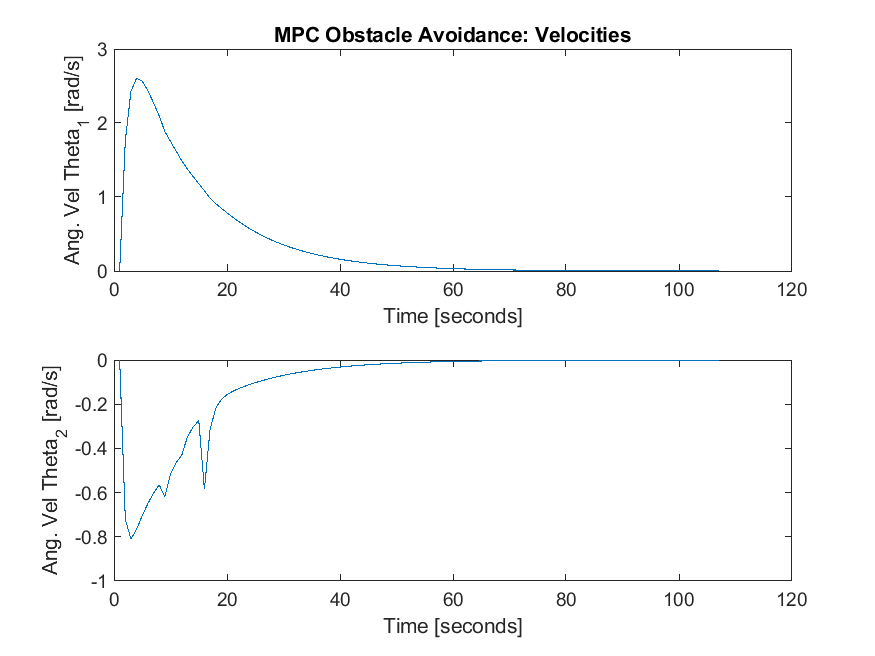 MPC Obstacle Avoidance: Velocities
Ang. Vel Theta_1 [rad/s]
3
2
1
0
0 20 40 60 80 100 120
Time [seconds]
Ang. Vel Theta_2 [rad/s]
0
-0.2
-0.4
-0.6
-0.8
-1
0 20 40 60 80 100 120
Time [seconds]